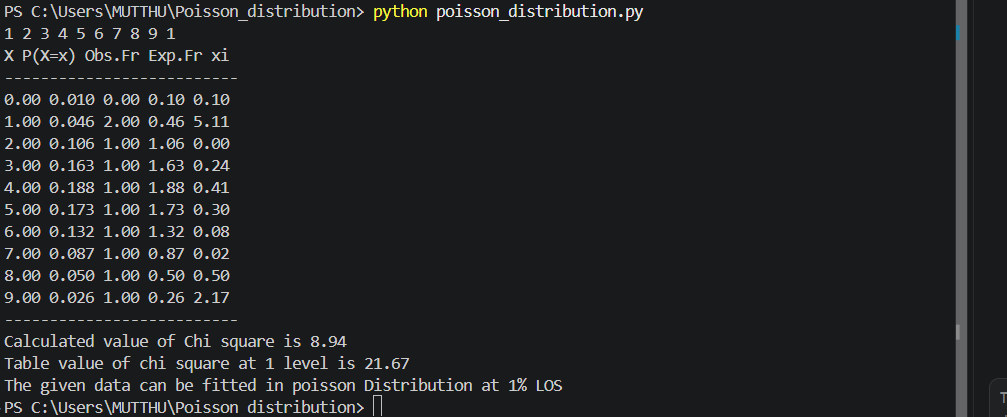 PS C:\Users\MUTTHU\Poisson_distribution> python poisson_distribution.py
1 2 3 4 5 6 7 8 9 1
X P(X=x) Obs.Fr Exp.Fr xi
--------------------------
0.00 0.010 0.00 0.10 0.10
1.00 0.046 2.00 0.46 5.11
2.00 0.106 1.00 1.06 0.00
3.00 0.163 1.00 1.63 0.24
4.00 0.188 1.00 1.88 0.41
5.00 0.173 1.00 1.73 0.30
6.00 0.132 1.00 1.32 0.08
7.00 0.087 1.00 0.87 0.02
8.00 0.050 1.00 0.50 0.50
9.00 0.026 1.00 0.26 2.17
--------------------------
Calculated value of Chi square is 8.94
Table value of chi square at 1 level is 21.67
The given data can be fitted in poisson Distribution at 1% LOS
PS C:\Users\MUTTHU\Poisson_distribution>